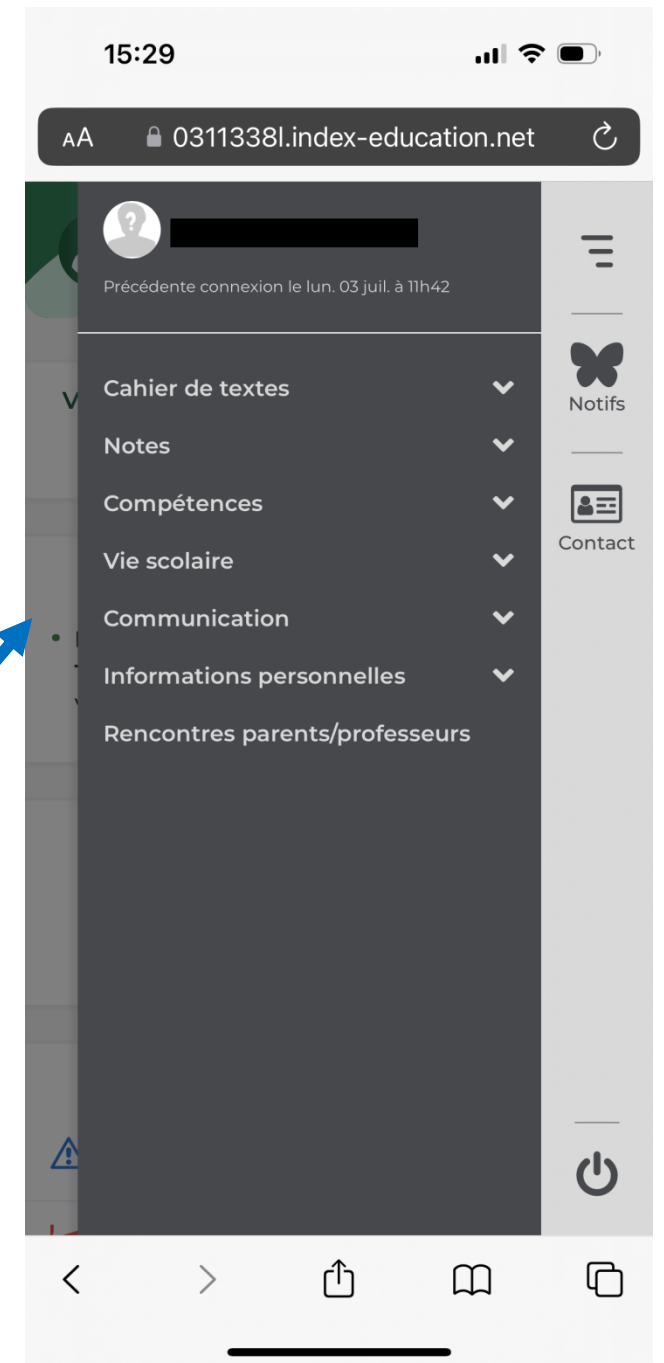 15:29
AA 0311338l.index-education.net
Précédente connexion le lun. 03 juil. à 11h42
Cahier de textes
Notes
Compétences
Vie scolaire
Communication
Informations personnelles
Rencontres parents/professeurs
Notifs
Contact